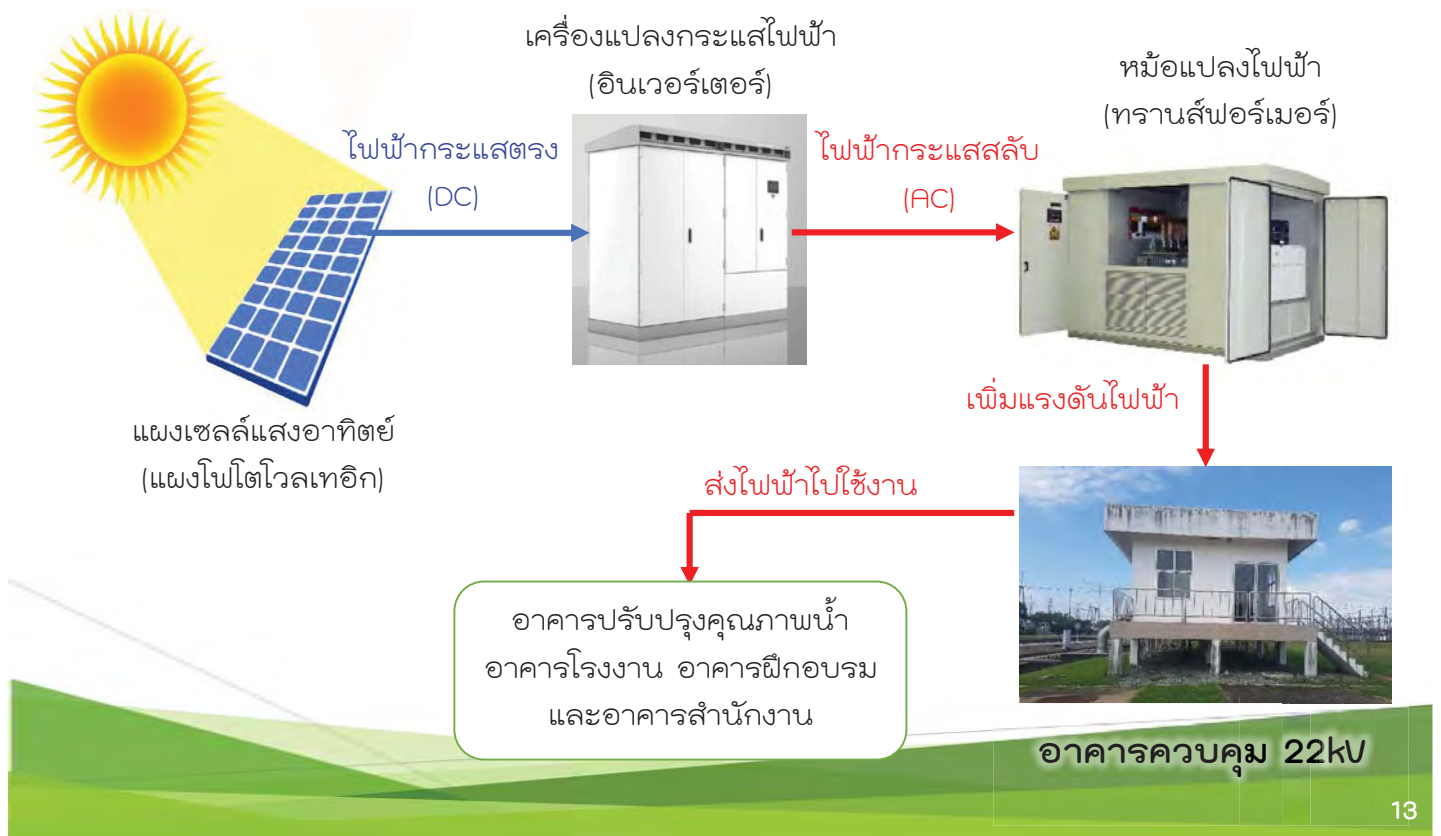 เครื่องแปลงกระแสไฟฟ้า
(อินเวอร์เตอร์)
หม้อแปลงไฟฟ้า
(ทรานส์ฟอร์เมอร์)
ไฟฟ้ากระแสตรง
(DC)
ไฟฟ้ากระแสสลับ
(AC)
แผงเซลล์แสงอาทิตย์
(แผงโฟโตโวลเทอิก)
เพิ่มแรงดันไฟฟ้า
ส่งไฟฟ้าไปใช้งาน
อาคารปรับปรุงคุณภาพน้ำ
อาคารโรงงาน อาคารฝึกอบรม
และอาคารสำนักงาน
อาคารควบคุม 22kV
13